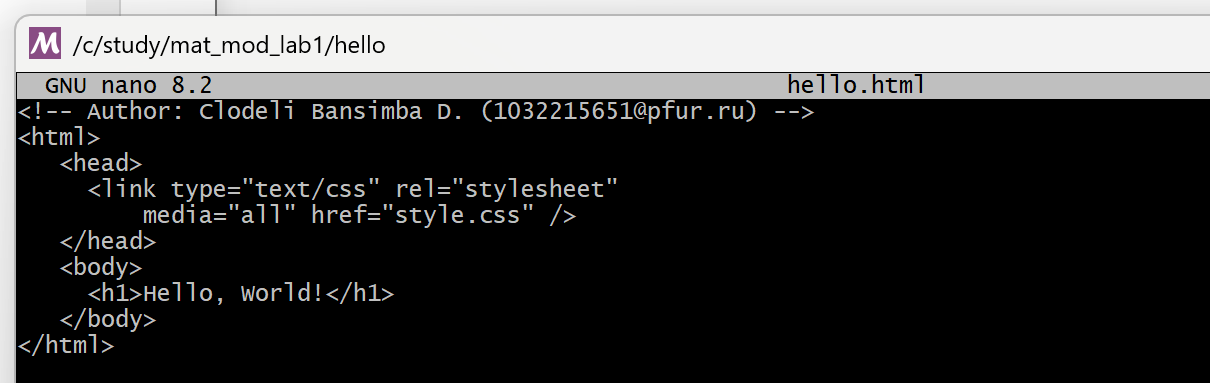 M /c/study/mat_mod_lab1/hello
GNU nano 8.2 hello.html
<!-- Author: Clodeli Bansimba D. (1032215651@pfur.ru) -->
<html>
   <head>
     <link type="text/css" rel="stylesheet"
         media="all" href="style.css" />
   </head>
   <body>
     <h1>Hello, World!</h1>
   </body>
</html>